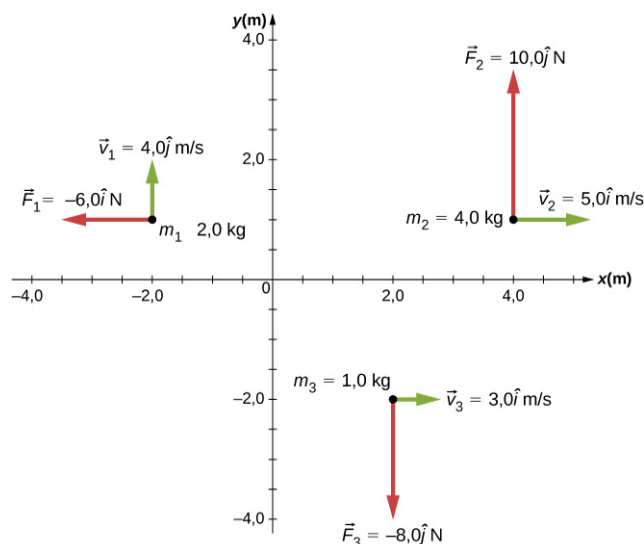 y(m)
4,0
F⃗₂ = 10,0ĵ N
v⃗₁ = 4,0ĵ m/s
2,0
F⃗₁ = –6,0î N
v⃗₂ = 5,0î m/s
m₁ 2,0 kg
m₂ = 4,0 kg
x(m)
–4,0 –2,0 0 2,0 4,0
m₃ = 1,0 kg
–2,0
v⃗₃ = 3,0î m/s
–4,0
F⃗₃ = –8,0ĵ N